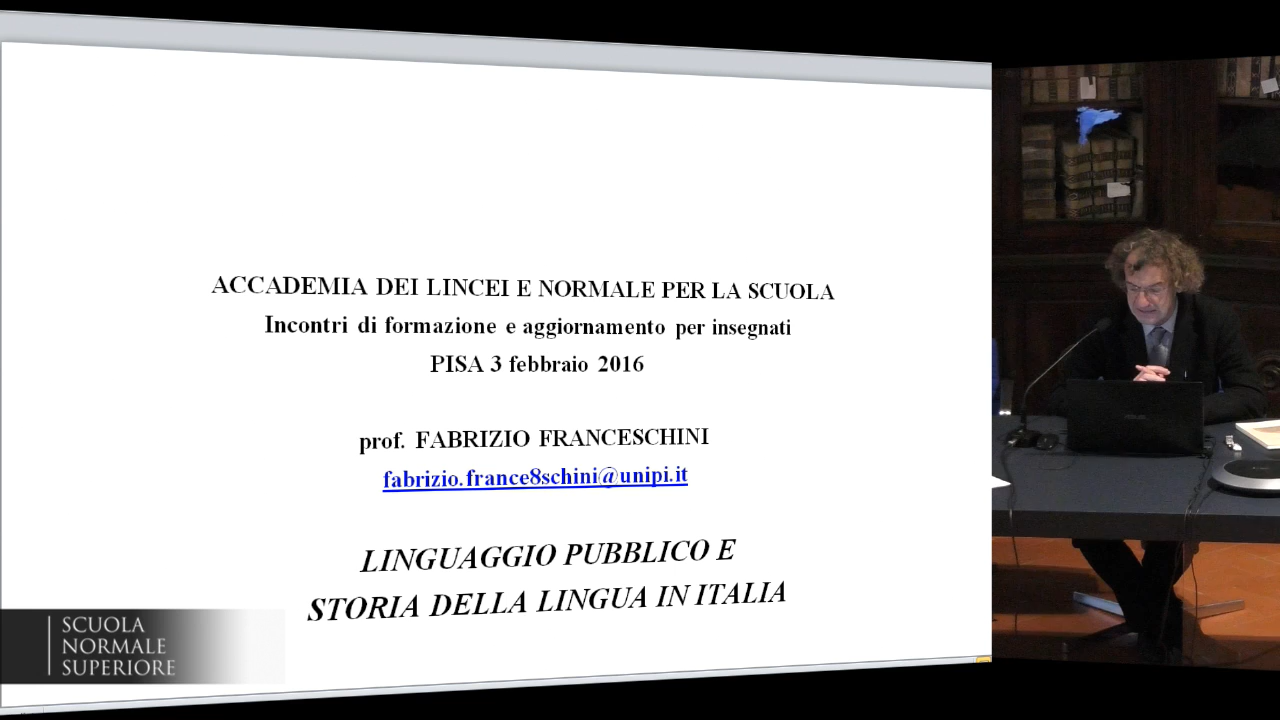 ACCADEMIA DEI LINCEI E NORMALE PER LA SCUOLA
Incontri di formazione e aggiornamento per insegnati
PISA 3 febbraio 2016
prof. FABRIZIO FRANCESCHINI
fabrizio.france8schini@unipi.it
LINGUAGGIO PUBBLICO E
STORIA DELLA LINGUA IN ITALIA
SCUOLA
NORMALE
SUPERIORE